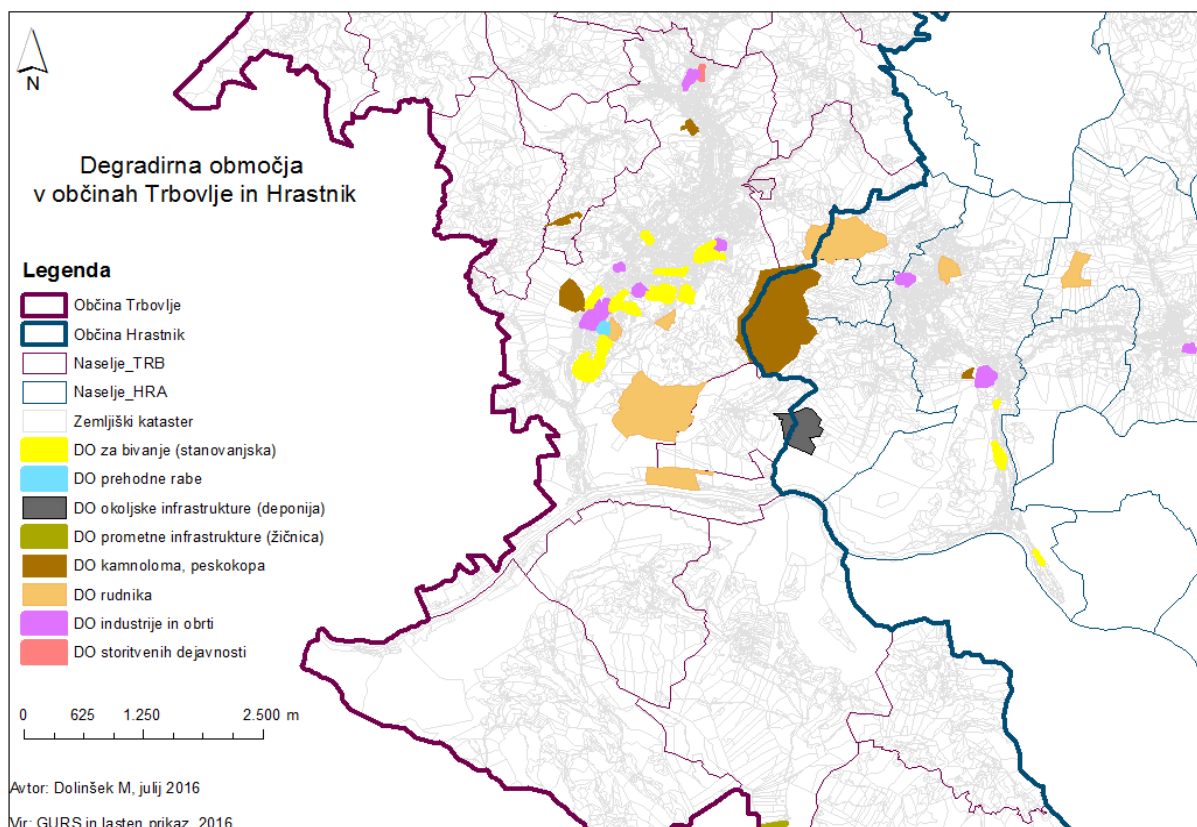 N
Degradirna območja
v občinah Trbovlje in Hrastnik
Legenda
Občina Trbovlje
Občina Hrastnik
Naselje_TRB
Naselje_HRA
Zemljiški kataster
DO za bivanje (stanovanjska)
DO prehodne rabe
DO okoljske infrastrukture (deponija)
DO prometne infrastrukture (žičnica)
DO kamnoloma, peskokopa
DO rudnika
DO industrije in obrti
DO storitvenih dejavnosti
0 625 1.250 2.500 m
Avtor: Dolinšek M, julij 2016
Vir: GURS in lasten prikaz, 2016